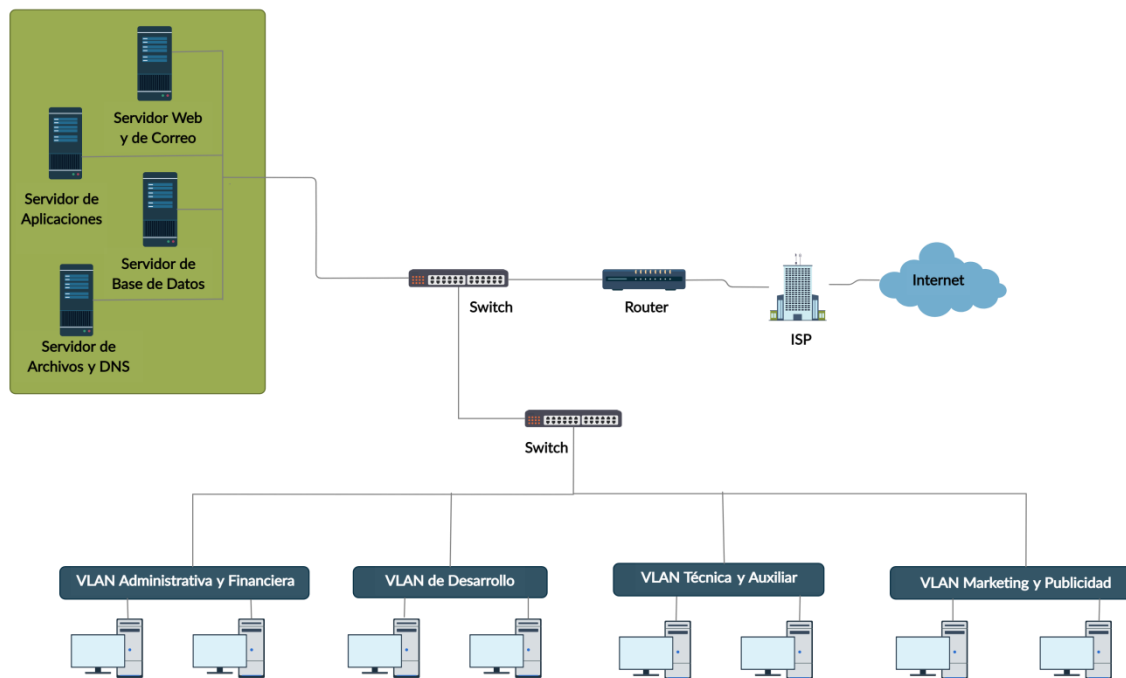 Servidor Web
y de Correo
Servidor de
Aplicaciones
Servidor de
Base de Datos
Servidor de
Archivos y DNS
Switch
Router
ISP
Internet
Switch
VLAN Administrativa y Financiera
VLAN de Desarrollo
VLAN Técnica y Auxiliar
VLAN Marketing y Publicidad